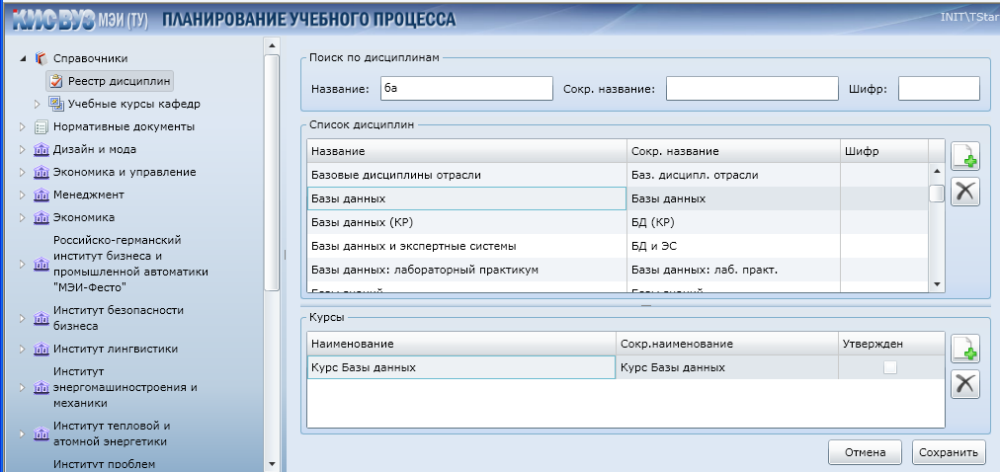 КИС ВУЗ МЭИ (ТУ) ПЛАНИРОВАНИЕ УЧЕБНОГО ПРОЦЕССА
INIT\TStar
Справочники
Реестр дисциплин
Учебные курсы кафедр
Нормативные документы
Дизайн и мода
Экономика и управление
Менеджмент
Экономика
Российско-германский
институт бизнеса и
промышленной автоматики
"МЭИ-Фесто"
Институт безопасности
бизнеса
Институт лингвистики
Институт
энергомашиностроения и
механики
Институт тепловой и
атомной энергетики
Институт проблем
Поиск по дисциплинам
Название: ба Сокр. название: Шифр:
Список дисциплин
Название Сокр. название Шифр
Базовые дисциплины отрасли Баз. дисципл. отрасли
Базы данных Базы данных
Базы данных (КР) БД (КР)
Базы данных и экспертные системы БД и ЭС
Базы данных: лабораторный практикум Базы данных: лаб. практ.
Базы знаний Базы знаний
Курсы
Наименование Сокр.наименование Утвержден
Курс Базы данных Курс Базы данных
Отмена Сохранить